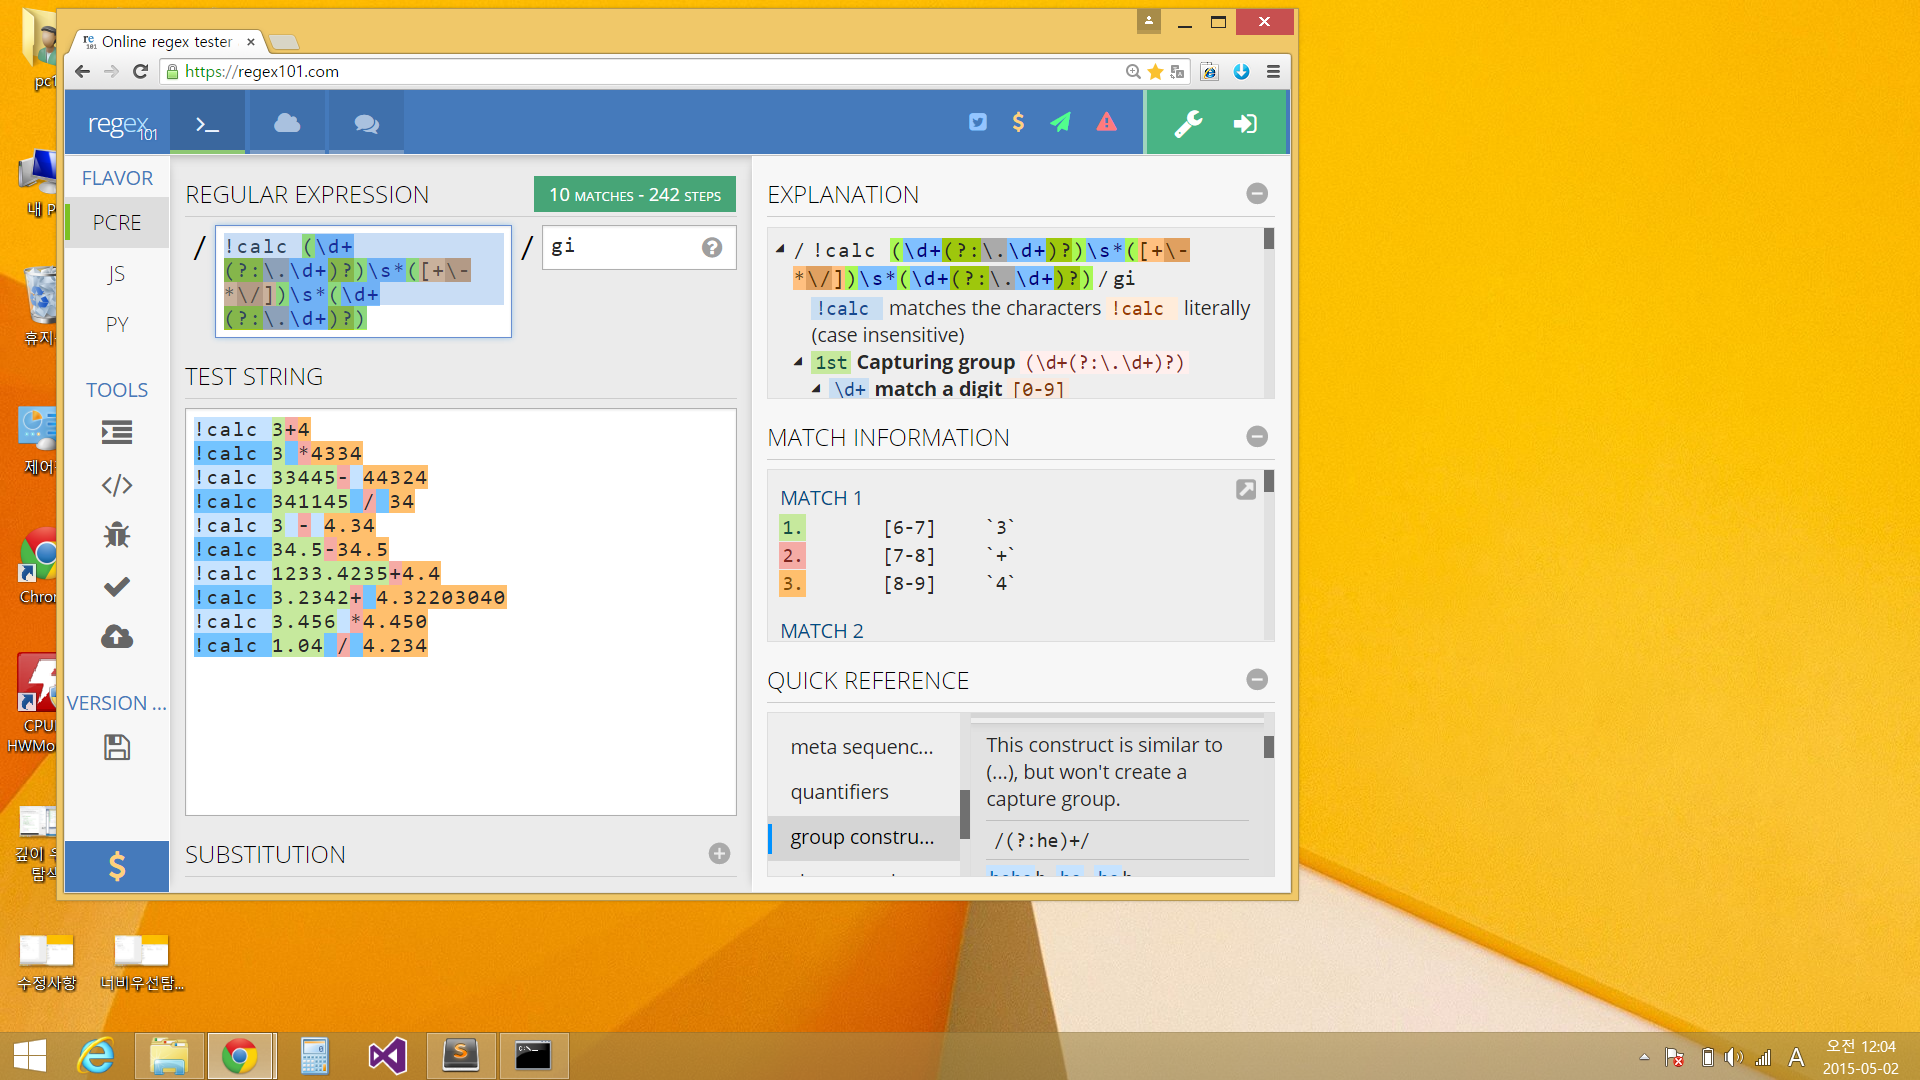 Online regex tester
https://regex101.com
regex101
FLAVOR
PCRE
JS
PY
TOOLS
VERSION ...
REGULAR EXPRESSION
10 MATCHES - 242 STEPS
/
!calc (\d+
(?:\.\d+)?)\s*([+\-
*\/])\s*(\d+
(?:\.\d+)?)
/
gi
TEST STRING
!calc 3+4
!calc 3 *4334
!calc 33445- 44324
!calc 341145 / 34
!calc 3 - 4.34
!calc 34.5-34.5
!calc 1233.4235+4.4
!calc 3.2342+ 4.32203040
!calc 3.456 *4.450
!calc 1.04 / 4.234
SUBSTITUTION
EXPLANATION
/ !calc (\d+(?:\.\d+)?)\s*([+\-
*\/])\s*(\d+(?:\.\d+)?) / gi
!calc matches the characters !calc literally
(case insensitive)
1st Capturing group (\d+(?:\.\d+)?)
\d+ match a digit [0-9]
MATCH INFORMATION
MATCH 1
1. [6-7] `3`
2. [7-8] `+`
3. [8-9] `4`
MATCH 2
QUICK REFERENCE
meta sequenc...
quantifiers
group constru...
This construct is similar to
(...), but won't create a
capture group.
/(?:he)+/
내 P
휴지
제어
Chro
CPU
HWMo
깊이 우
탐색
수정사항
너비우선탐...
A
오전 12:04
2015-05-02